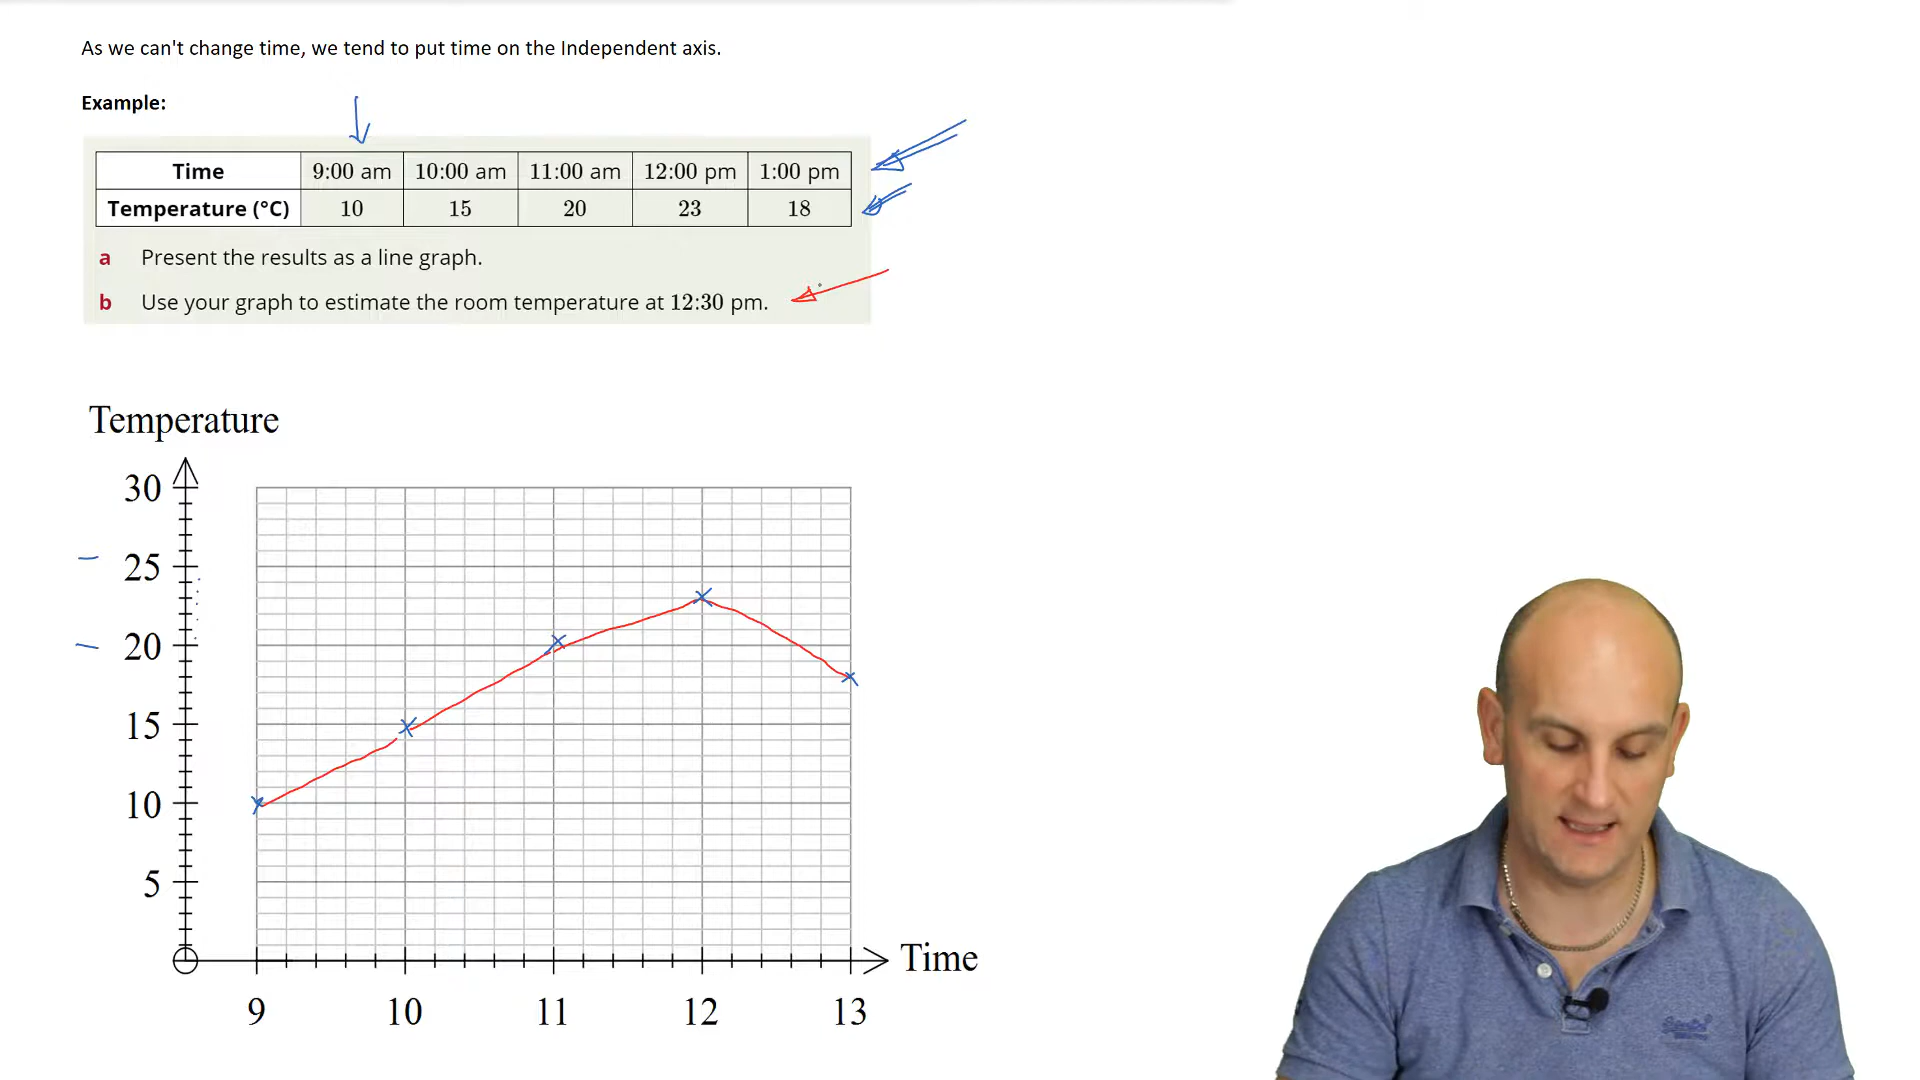 As we can't change time, we tend to put time on the Independent axis.
Example:
Time 9:00 am 10:00 am 11:00 am 12:00 pm 1:00 pm
Temperature (°C) 10 15 20 23 18
a Present the results as a line graph.
b Use your graph to estimate the room temperature at 12:30 pm.
Temperature
30
25
20
15
10
5
Time
9 10 11 12 13